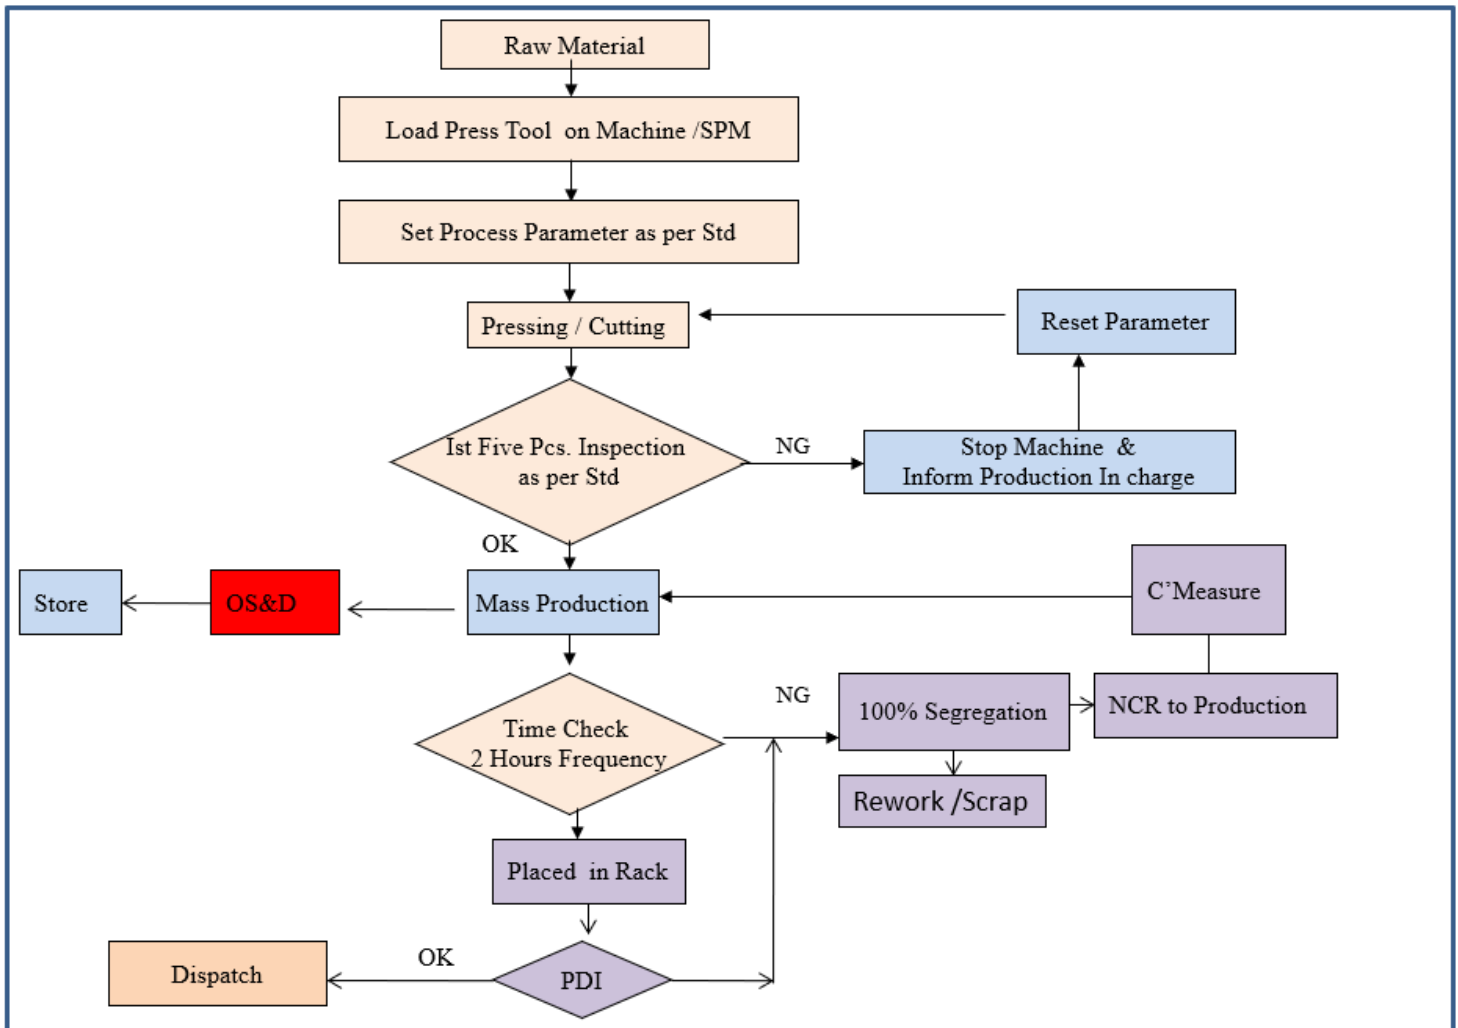 Raw Material
Load Press Tool on Machine /SPM
Set Process Parameter as per Std
Pressing / Cutting
Reset Parameter
Ist Five Pcs. Inspection
as per Std
NG
Stop Machine &
Inform Production In charge
OK
Store
OS&D
Mass Production
C’Measure
Time Check
2 Hours Frequency
NG
100% Segregation
NCR to Production
Rework /Scrap
Placed in Rack
Dispatch
OK
PDI